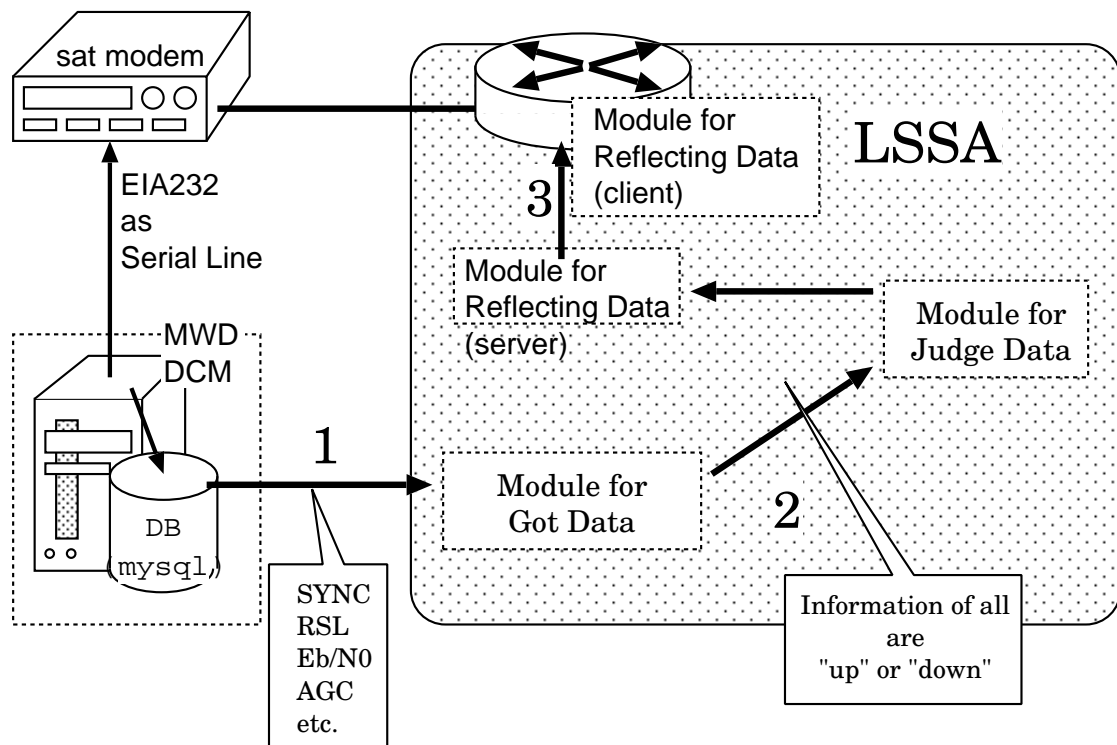 sat modem
EIA232
as
Serial Line
MWD
DCM
DB
(mysql)
1
SYNC
RSL
Eb/N0
AGC
etc.
LSSA
Module for
Reflecting Data
(client)
3
Module for
Reflecting Data
(server)
Module for
Judge Data
Module for
Got Data
2
Information of all
are
"up" or "down"